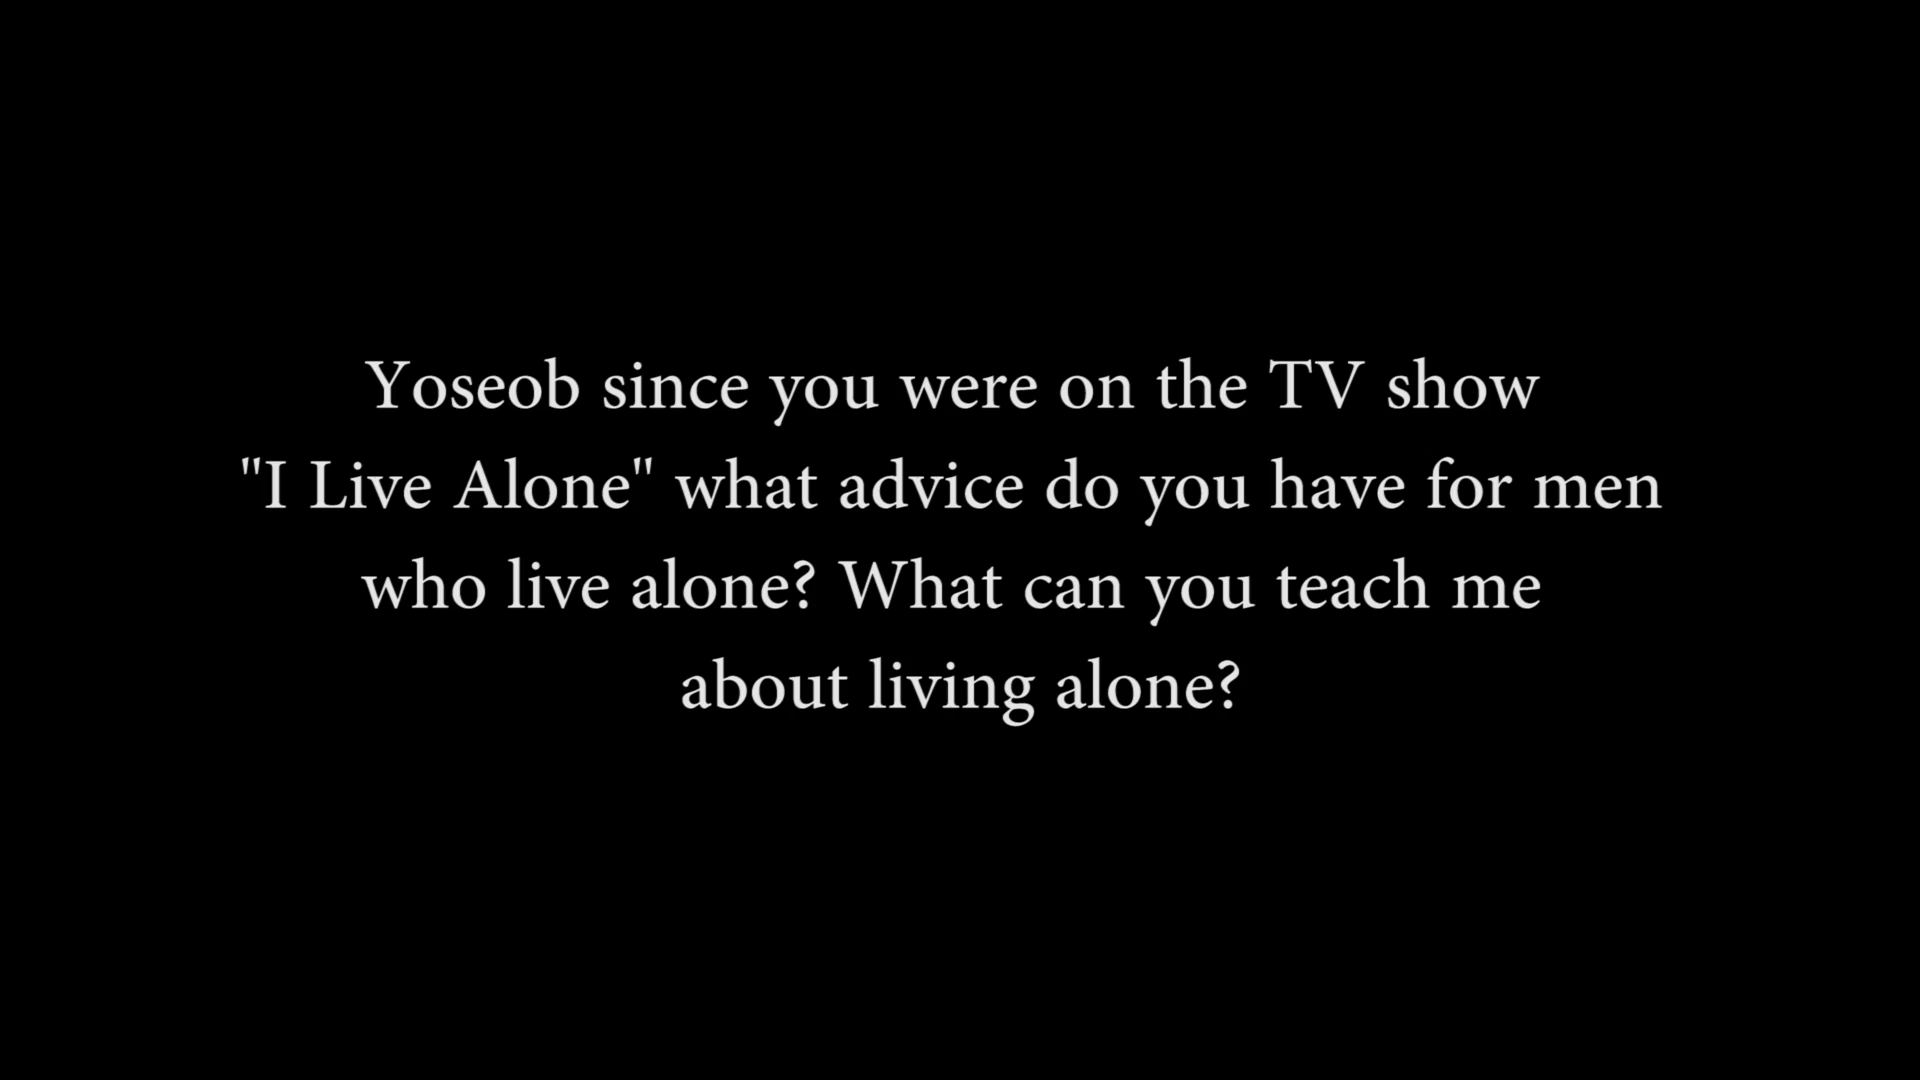 Yoseob since you were on the TV show
"I Live Alone" what advice do you have for men
who live alone? What can you teach me
about living alone?